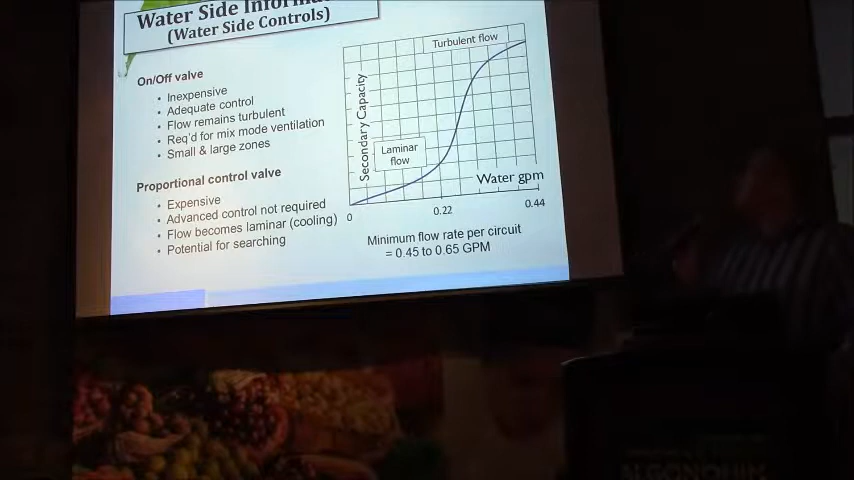 Water Side
(Water Side Controls)
On/Off valve
• Inexpensive
• Adequate control
• Flow remains turbulent
• Req'd for mix mode ventilation
• Small & large zones
Proportional control valve
• Expensive
• Advanced control not required
• Flow becomes laminar (cooling)
• Potential for searching
Turbulent flow
Secondary Capacity
Laminar
flow
Water gpm
0
0.22
0.44
Minimum flow rate per circuit
= 0.45 to 0.65 GPM
ALGONQUIN